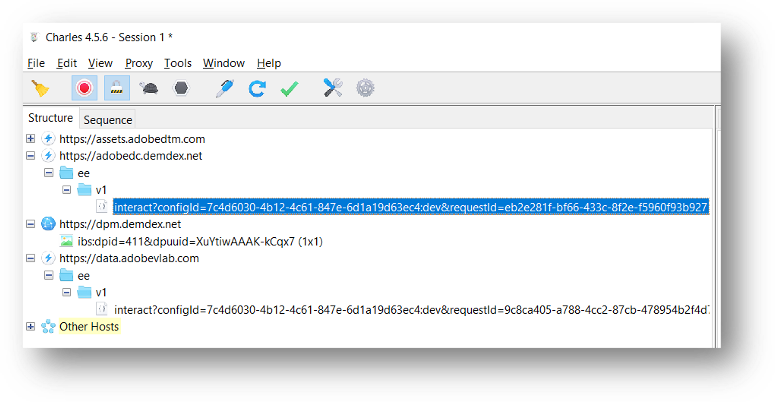 Charles 4.5.6 - Session 1 *
File Edit View Proxy Tools Window Help
Structure Sequence
https://assets.adobedtm.com
https://adobedc.demdex.net
ee
v1
interact?configId=7c4d6030-4b12-4c61-847e-6d1a19d63ec4:dev&requestId=eb2e281f-bf66-433c-8f2e-f5960f93b927
https://dpm.demdex.net
ibs:dpid=411&dpuuid=XuYtiwAAAK-kCqx7 (1x1)
https://data.adobevlab.com
ee
v1
interact?configId=7c4d6030-4b12-4c61-847e-6d1a19d63ec4:dev&requestId=9c8ca405-a788-4cc2-87cb-478954b2f4d7
Other Hosts